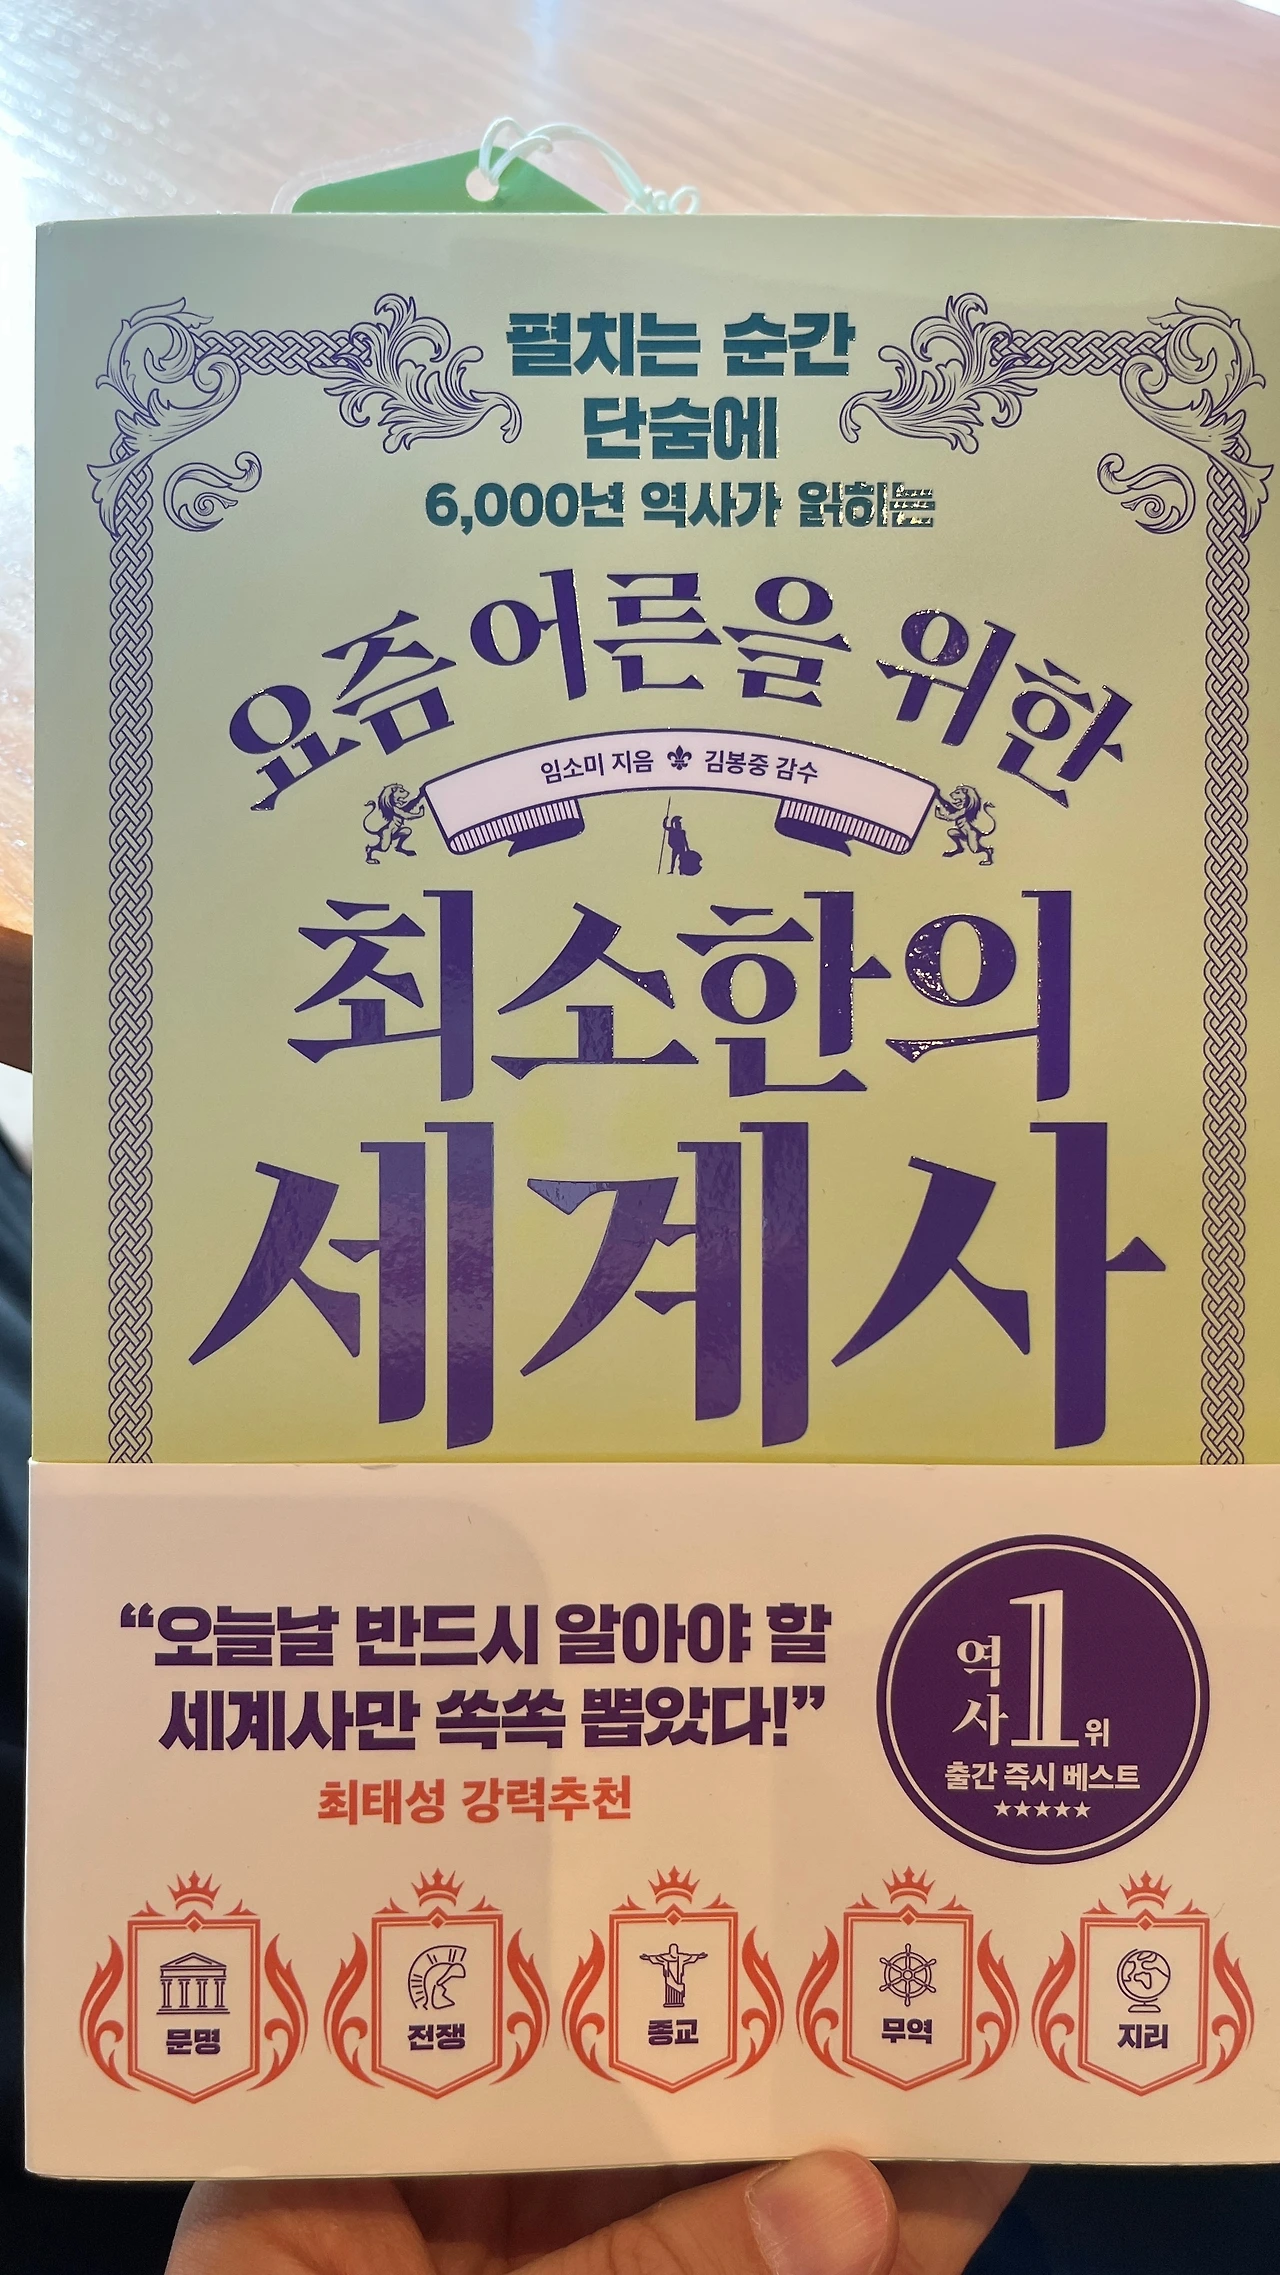 펼치는 순간
단숨에
6,000년 역사가 읽히는
요즘 어른을 위한
임소미 지음 김봉중 감수
최소한의
세계사
“오늘날 반드시 알아야 할
세계사만 쏙쏙 뽑았다!”
최태성 강력추천
역사 1위
출간 즉시 베스트
★★★★★
문명
전쟁
종교
무역
지리